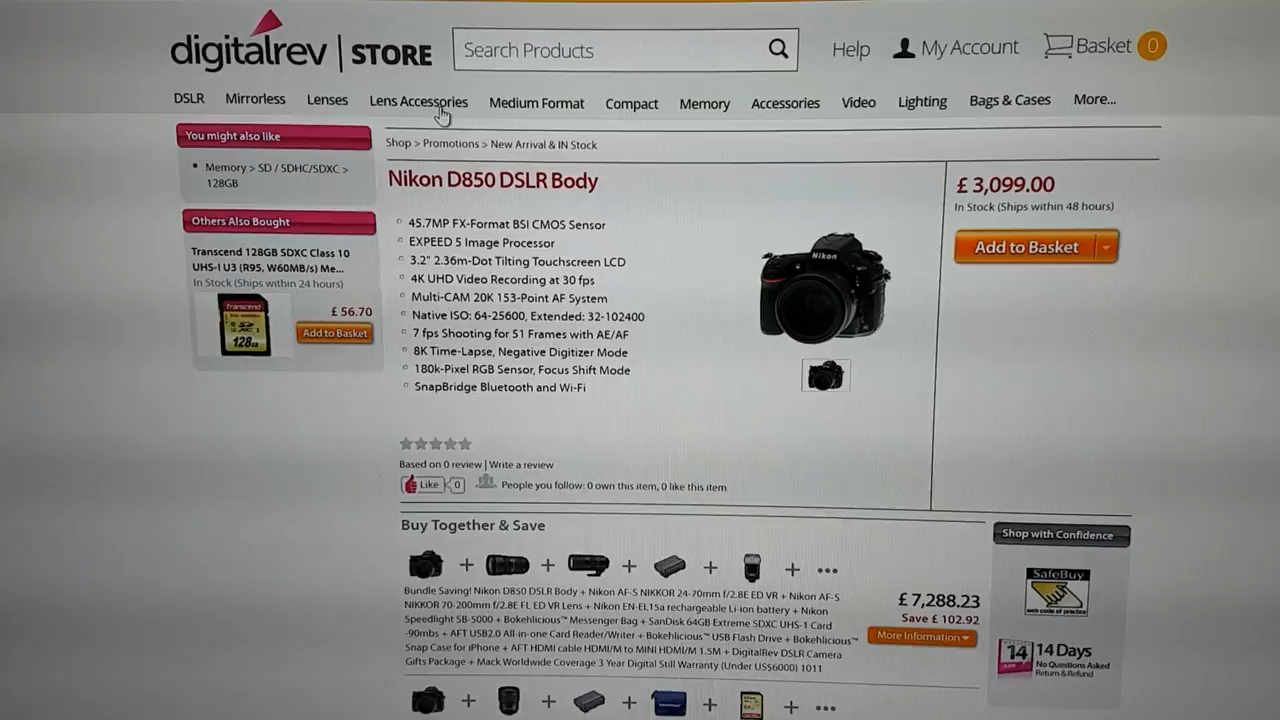 digitalrev | STORE
Search Products
Help
My Account
Basket 0
DSLR Mirrorless Lenses Lens Accessories Medium Format Compact Memory Accessories Video Lighting Bags & Cases More...
You might also like
Memory > SD / SDHC/SDXC >
128GB
Others Also Bought
Transcend 128GB SDXC Class 10
UHS-I U3 (R95, W60MB/s) Me...
In Stock (Ships within 24 hours)
Transcend
128
£ 56.70
Add to Basket
Shop > Promotions > New Arrival & IN Stock
Nikon D850 DSLR Body
45.7MP FX-Format BSI CMOS Sensor
EXPEED 5 Image Processor
3.2" 2.36m-Dot Tilting Touchscreen LCD
4K UHD Video Recording at 30 fps
Multi-CAM 20K 153-Point AF System
Native ISO: 64-25600, Extended: 32-102400
7 fps Shooting for 51 Frames with AE/AF
8K Time-Lapse, Negative Digitizer Mode
180k-Pixel RGB Sensor, Focus Shift Mode
SnapBridge Bluetooth and Wi-Fi
Nikon
£ 3,099.00
In Stock (Ships within 48 hours)
Add to Basket
Based on 0 review | Write a review
Like 0
People you follow: 0 own this item, 0 like this item
Buy Together & Save
+ + + + + ...
Bundle Saving! Nikon D850 DSLR Body + Nikon AF-S NIKKOR 24-70mm f/2.8E ED VR + Nikon AF-S
NIKKOR 70-200mm f/2.8E FL ED VR Lens + Nikon EN-EL15a rechargeable Li-ion battery + Nikon
Speedlight SB-5000 + Bokehlicious™ Messenger Bag + SanDisk 64GB Extreme SDXC UHS-1 Card
-90mbs + AFT USB2.0 All-in-one Card Reader/Writer + Bokehlicious™ USB Flash Drive + Bokehlicious™
Snap Case for iPhone + AFT HDMI cable HDMI/M to MINI HDMI/M 1.5M + DigitalRev DSLR Camera
Gifts Package + Mack Worldwide Coverage 3 Year Digital Still Warranty (Under US$6000) 1011
£ 7,288.23
Save £ 102.92
More Information
+ + + + + ...
Shop with Confidence
SafeBuy
web code of practice
14
14 Days
No Questions Asked
Return & Refund